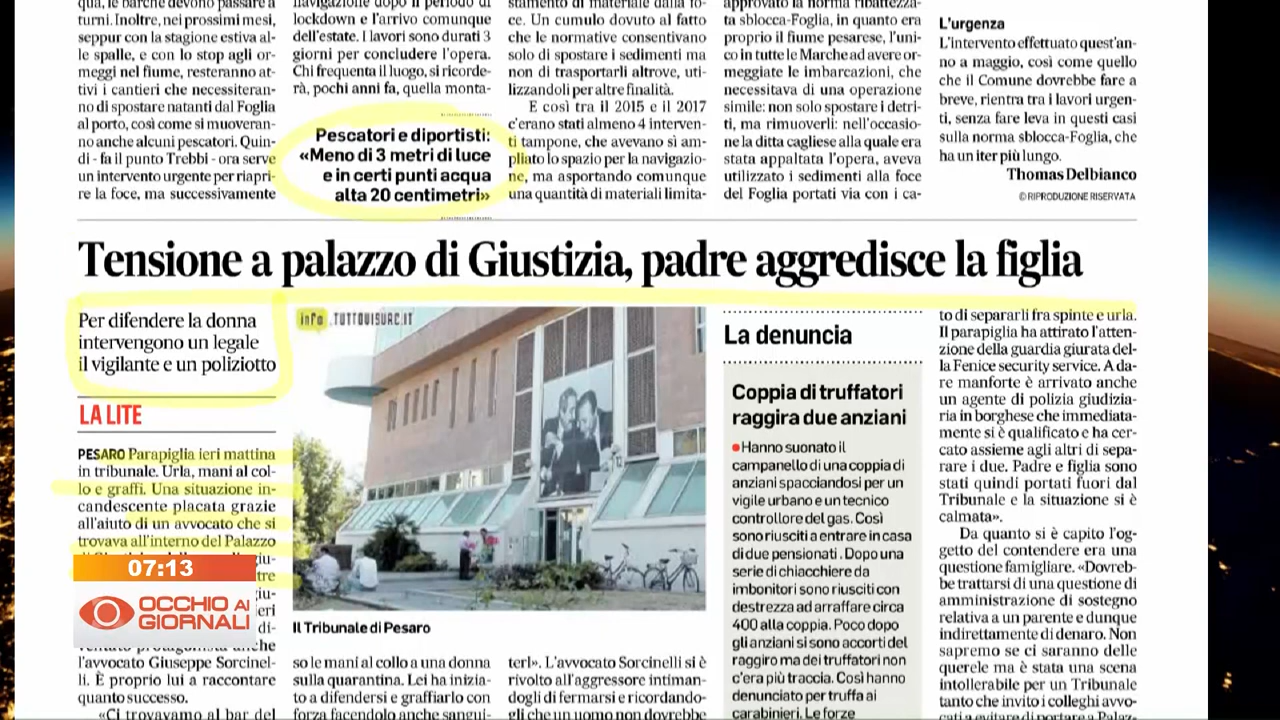 qua, le barche devono passare a
turni. Inoltre, nei prossimi mesi,
seppur con la stagione estiva al-
le spalle, e con lo stop agli or-
meggi nel fiume, resteranno at-
tivi i cantieri che necessiteran-
no di spostare natanti dal Foglia
al porto, così come si muoveran-
no anche alcuni pescatori. Quin-
di - fa il punto Trebbi - ora serve
un intervento urgente per riapri-
re la foce, ma successivamente
navigazione dopo il periodo di
lockdown e l'arrivo comunque
dell'estate. I lavori sono durati 3
giorni per concludere l'opera.
Chi frequenta il luogo, si ricorde-
rà, pochi anni fa, quella monta-
Pescatori e diportisti:
«Meno di 3 metri di luce
e in certi punti acqua
alta 20 centimetri»
stamento di materiale dalla fo-
ce. Un cumulo dovuto al fatto
che le normative consentivano
solo di spostare i sedimenti ma
non di trasportarli altrove, uti-
lizzandoli per altre finalità.
E così tra il 2015 e il 2017
c'erano stati almeno 4 interven-
ti tampone, che avevano sì am-
pliato lo spazio per la navigazio-
ne, ma asportando comunque
una quantità di materiali limita-
approvato la norma ribattezza-
ta sblocca-Foglia, in quanto era
proprio il fiume pesarese, l'uni-
co in tutte le Marche ad avere or-
meggiate le imbarcazioni, che
necessitava di una operazione
simile: non solo spostare i detri-
ti, ma rimuoverli: nell'occasio-
ne la ditta cagliese alla quale era
stata appaltata l'opera, aveva
utilizzato i sedimenti alla foce
del Foglia portati via con i ca-
L'urgenza
L'intervento effettuato quest'an-
no a maggio, così come quello
che il Comune dovrebbe fare a
breve, rientra tra i lavori urgen-
ti, senza fare leva in questi casi
sulla norma sblocca-Foglia, che
ha un iter più lungo.
Thomas Delbianco
© RIPRODUZIONE RISERVATA
Tensione a palazzo di Giustizia, padre aggredisce la figlia
Per difendere la donna
intervengono un legale
il vigilante e un poliziotto
LA LITE
PESARO Parapiglia ieri mattina
in tribunale. Urla, mani al col-
lo e graffi. Una situazione in-
candescente placata grazie
all'aiuto di un avvocato che si
trovava all'interno del Palazzo
07:13
OCCHIO AI
GIORNALI
l'avvocato Giuseppe Sorcinel-
li. È proprio lui a raccontare
quanto successo.
«Ci trovavamo al bar del
info.TUTTOVISURE.IT
Il Tribunale di Pesaro
so le mani al collo a una donna
sulla quarantina. Lei ha inizia-
to a difendersi e graffiarlo con
forza facendolo anche sangui-
terl». L'avvocato Sorcinelli si è
rivolto all'aggressore intiman-
dogli di fermarsi e ricordando-
gli che un uomo non dovrebbe
La denuncia
Coppia di truffatori
raggira due anziani
Hanno suonato il
campanello di una coppia di
anziani spacciandosi per un
vigile urbano e un tecnico
controllore del gas. Così
sono riusciti a entrare in casa
di due pensionati. Dopo una
serie di chiacchiere da
imbonitori sono riusciti con
destrezza ad arraffare circa
400 alla coppia. Poco dopo
gli anziani si sono accorti del
raggiro ma dei truffatori non
c'era più traccia. Così hanno
denunciato per truffa ai
carabinieri. Le forze
to di separarli fra spinte e urla.
Il parapiglia ha attirato l'atten-
zione della guardia giurata del-
la Fenice security service. A da-
re manforte è arrivato anche
un agente di polizia giudizia-
ria in borghese che immediata-
mente si è qualificato e ha cer-
cato assieme agli altri di sepa-
rare i due. Padre e figlia sono
stati quindi portati fuori dal
Tribunale e la situazione si è
calmata».
Da quanto si è capito l'og-
getto del contendere era una
questione famigliare. «Dovreb-
be trattarsi di una questione di
amministrazione di sostegno
relativa a un parente e dunque
indirettamente di denaro. Non
sapremo se ci saranno delle
querele ma è stata una scena
intollerabile per un Tribunale
tanto che invito i colleghi avvo-